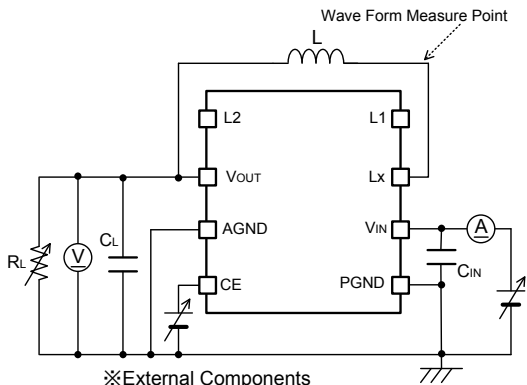 Wave Form Measure Point
L
L2
L1
VOUT
Lx
AGND
VIN
A
V
CL
RL
CE
PGND
CIN
※External Components